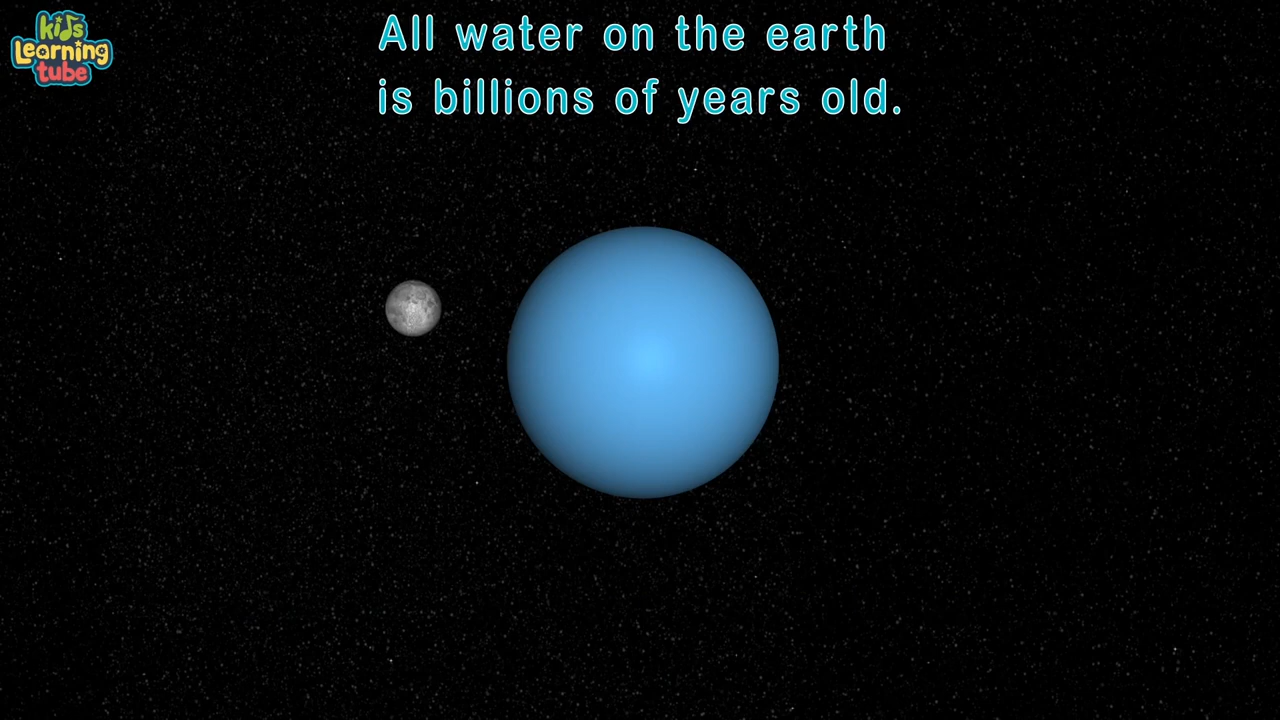 kids
Learning
tube
All water on the earth
is billions of years old.